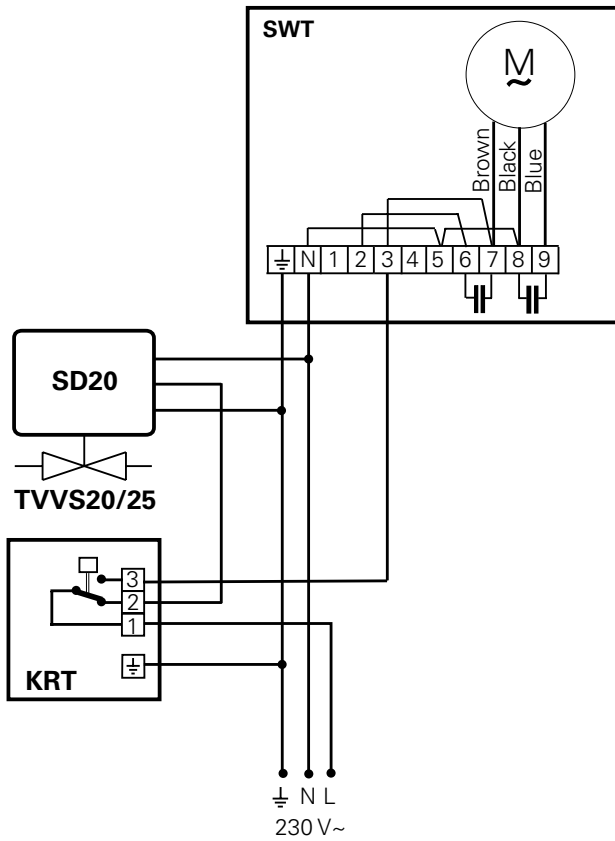 SWT
M
~
Brown
Black
Blue
N 1 2 3 4 5 6 7 8 9
SD20
TVVS20/25
3
2
1
KRT
N L
230 V~